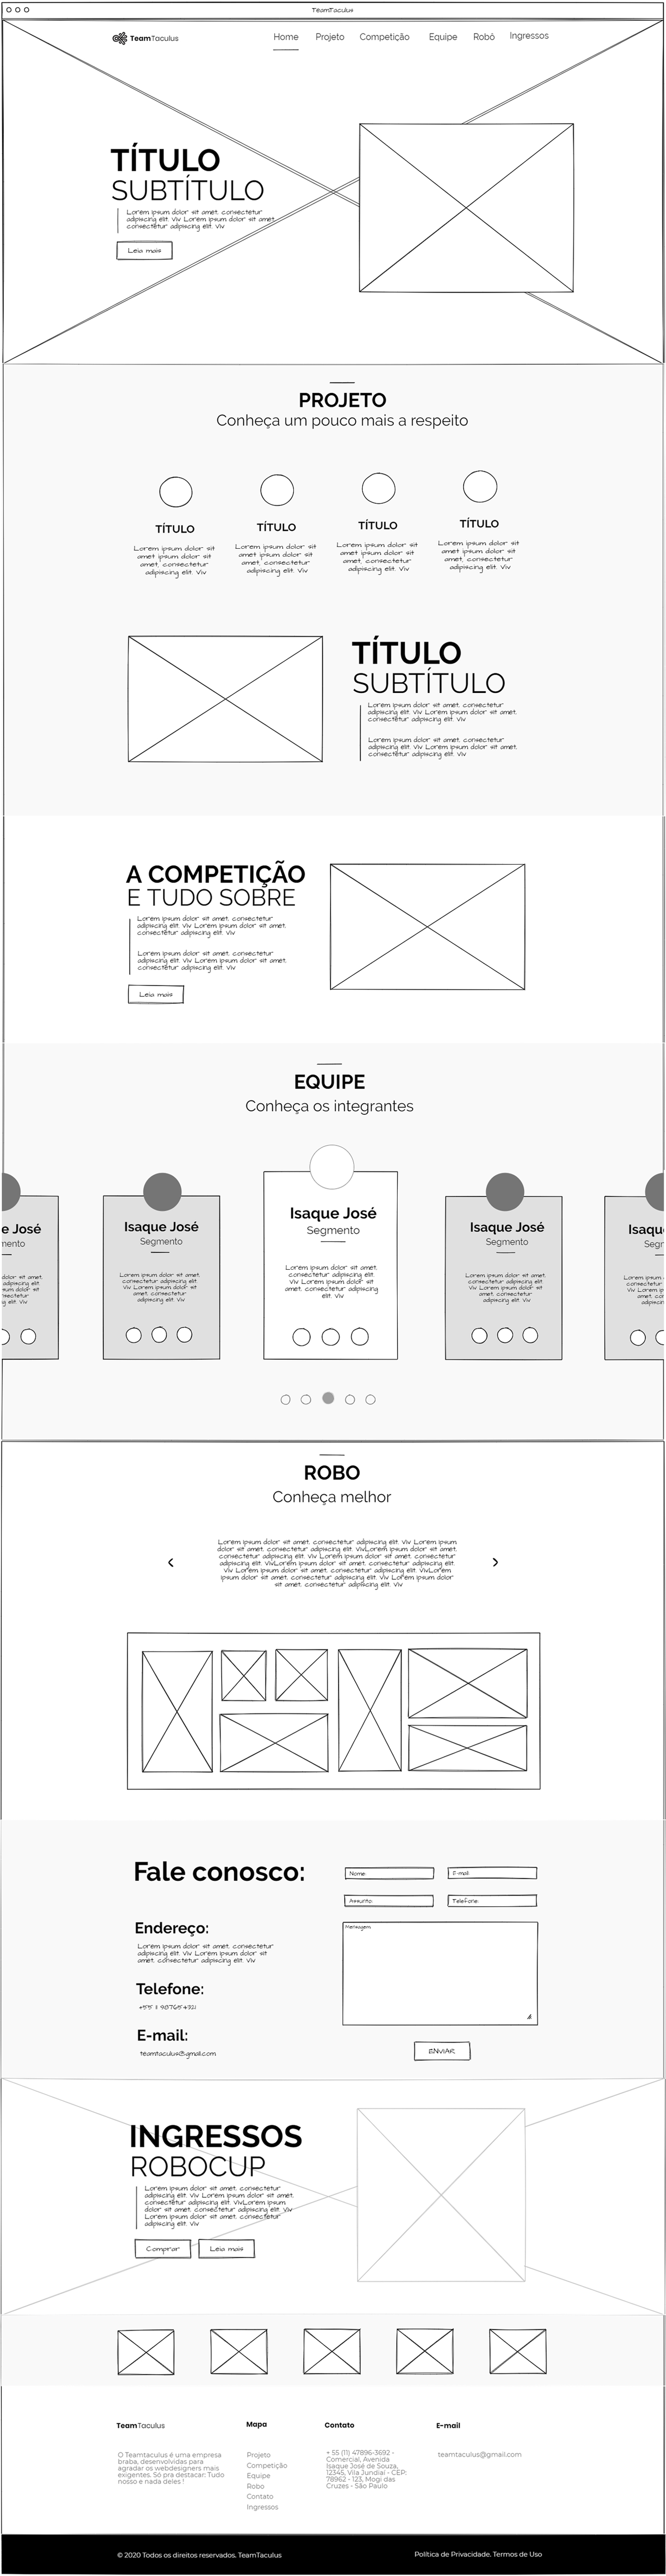 TeamTaculus
TeamTaculus
Home Projeto Competição Equipe Robô Ingressos
TÍTULO
SUBTÍTULO
Lorem ipsum dolor sit amet, consectetur
adipiscing elit. Viv Lorem ipsum dolor sit amet,
consectetur adipiscing elit. Viv
Leia mais
PROJETO
Conheça um pouco mais a respeito
TÍTULO
Lorem ipsum dolor sit
amet ipsum dolor sit
amet, consectetur
adipiscing elit. Viv
TÍTULO
Lorem ipsum dolor sit
amet ipsum dolor sit
amet, consectetur
adipiscing elit. Viv
TÍTULO
Lorem ipsum dolor sit
amet ipsum dolor sit
amet, consectetur
adipiscing elit. Viv
TÍTULO
Lorem ipsum dolor sit
amet ipsum dolor sit
amet, consectetur
adipiscing elit. Viv
TÍTULO
SUBTÍTULO
Lorem ipsum dolor sit amet, consectetur
adipiscing elit. Viv Lorem ipsum dolor sit amet,
consectetur adipiscing elit. Viv
Lorem ipsum dolor sit amet, consectetur
adipiscing elit. Viv Lorem ipsum dolor sit amet,
consectetur adipiscing elit. Viv
A COMPETIÇÃO
E TUDO SOBRE
Lorem ipsum dolor sit amet, consectetur
adipiscing elit. Viv Lorem ipsum dolor sit amet,
consectetur adipiscing elit. Viv
Lorem ipsum dolor sit amet, consectetur
adipiscing elit. Viv Lorem ipsum dolor sit amet,
consectetur adipiscing elit. Viv
Leia mais
EQUIPE
Conheça os integrantes
e José
mento
Isaque José
Segmento
Lorem ipsum dolor sit amet,
consectetur adipiscing elit.
Viv Lorem ipsum dolor sit
amet, consectetur
adipiscing elit. Viv
Isaque José
Segmento
Lorem ipsum dolor sit amet,
consectetur adipiscing elit.
Viv Lorem ipsum dolor sit
amet, consectetur adipiscing
elit. Viv
Isaque José
Segmento
Lorem ipsum dolor sit amet,
consectetur adipiscing elit.
Viv Lorem ipsum dolor sit
amet, consectetur
adipiscing elit. Viv
Isaqu
Segr
ROBO
Conheça melhor
Lorem ipsum dolor sit amet, consectetur adipiscing elit. Viv Lorem ipsum
dolor sit amet, consectetur adipiscing elit. VivLorem ipsum dolor sit amet,
consectetur adipiscing elit. Viv Lorem ipsum dolor sit amet, consectetur
adipiscing elit. VivLorem ipsum dolor sit amet, consectetur adipiscing elit.
Viv Lorem ipsum dolor sit amet, consectetur adipiscing elit. VivLorem
ipsum dolor sit amet, consectetur adipiscing elit. Viv Lorem ipsum dolor
sit amet, consectetur adipiscing elit. Viv
Fale conosco:
Nome: E-mail:
Assunto: Telefone:
Mensagem:
ENVIAR
Endereço:
Lorem ipsum dolor sit amet, consectetur
adipiscing elit. Viv Lorem ipsum dolor sit
amet, consectetur adipiscing elit. Viv
Telefone:
+55 11 987654321
E-mail:
teamtaculus@gmail.com
INGRESSOS
ROBOCUP
Lorem ipsum dolor sit amet, consectetur
adipiscing elit. Viv Lorem ipsum dolor sit amet,
consectetur adipiscing elit. VivLorem ipsum
dolor sit amet, consectetur adipiscing elit. Viv
Lorem ipsum dolor sit amet, consectetur
adipiscing elit. Viv
Comprar Leia mais
TeamTaculus
O Teamtaculus é uma empresa
braba, desenvolvidas para
agradar os webdesigners mais
exigentes. Só pra destacar: Tudo
nosso e nada deles !
Mapa
Projeto
Competição
Equipe
Robo
Contato
Ingressos
Contato
+ 55 (11) 47896-3692 -
Comercial, Avenida
Isaque José de Souza,
12345, Vila Jundiaí - CEP:
78962 - 123, Mogi das
Cruzes - São Paulo
E-mail
teamtaculus@gmail.com
© 2020 Todos os direitos reservados. TeamTaculus
Política de Privacidade. Termos de Uso